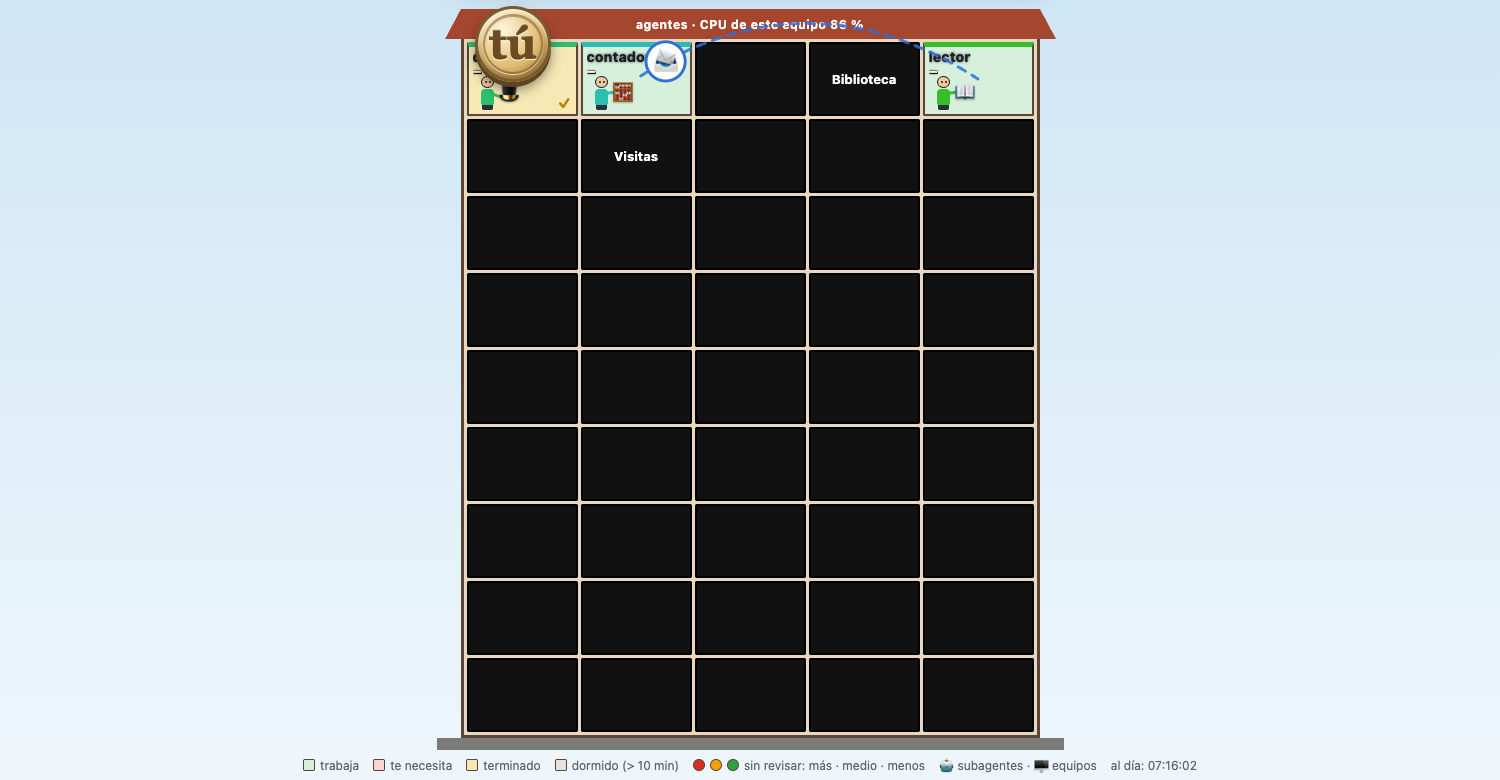 agentes · CPU de este equipo 86 %
tú
contado
Biblioteca
lector
Visitas
trabaja
te necesita
terminado
dormido (> 10 min)
sin revisar: más · medio · menos
subagentes ·
equipos
al día: 07:16:02